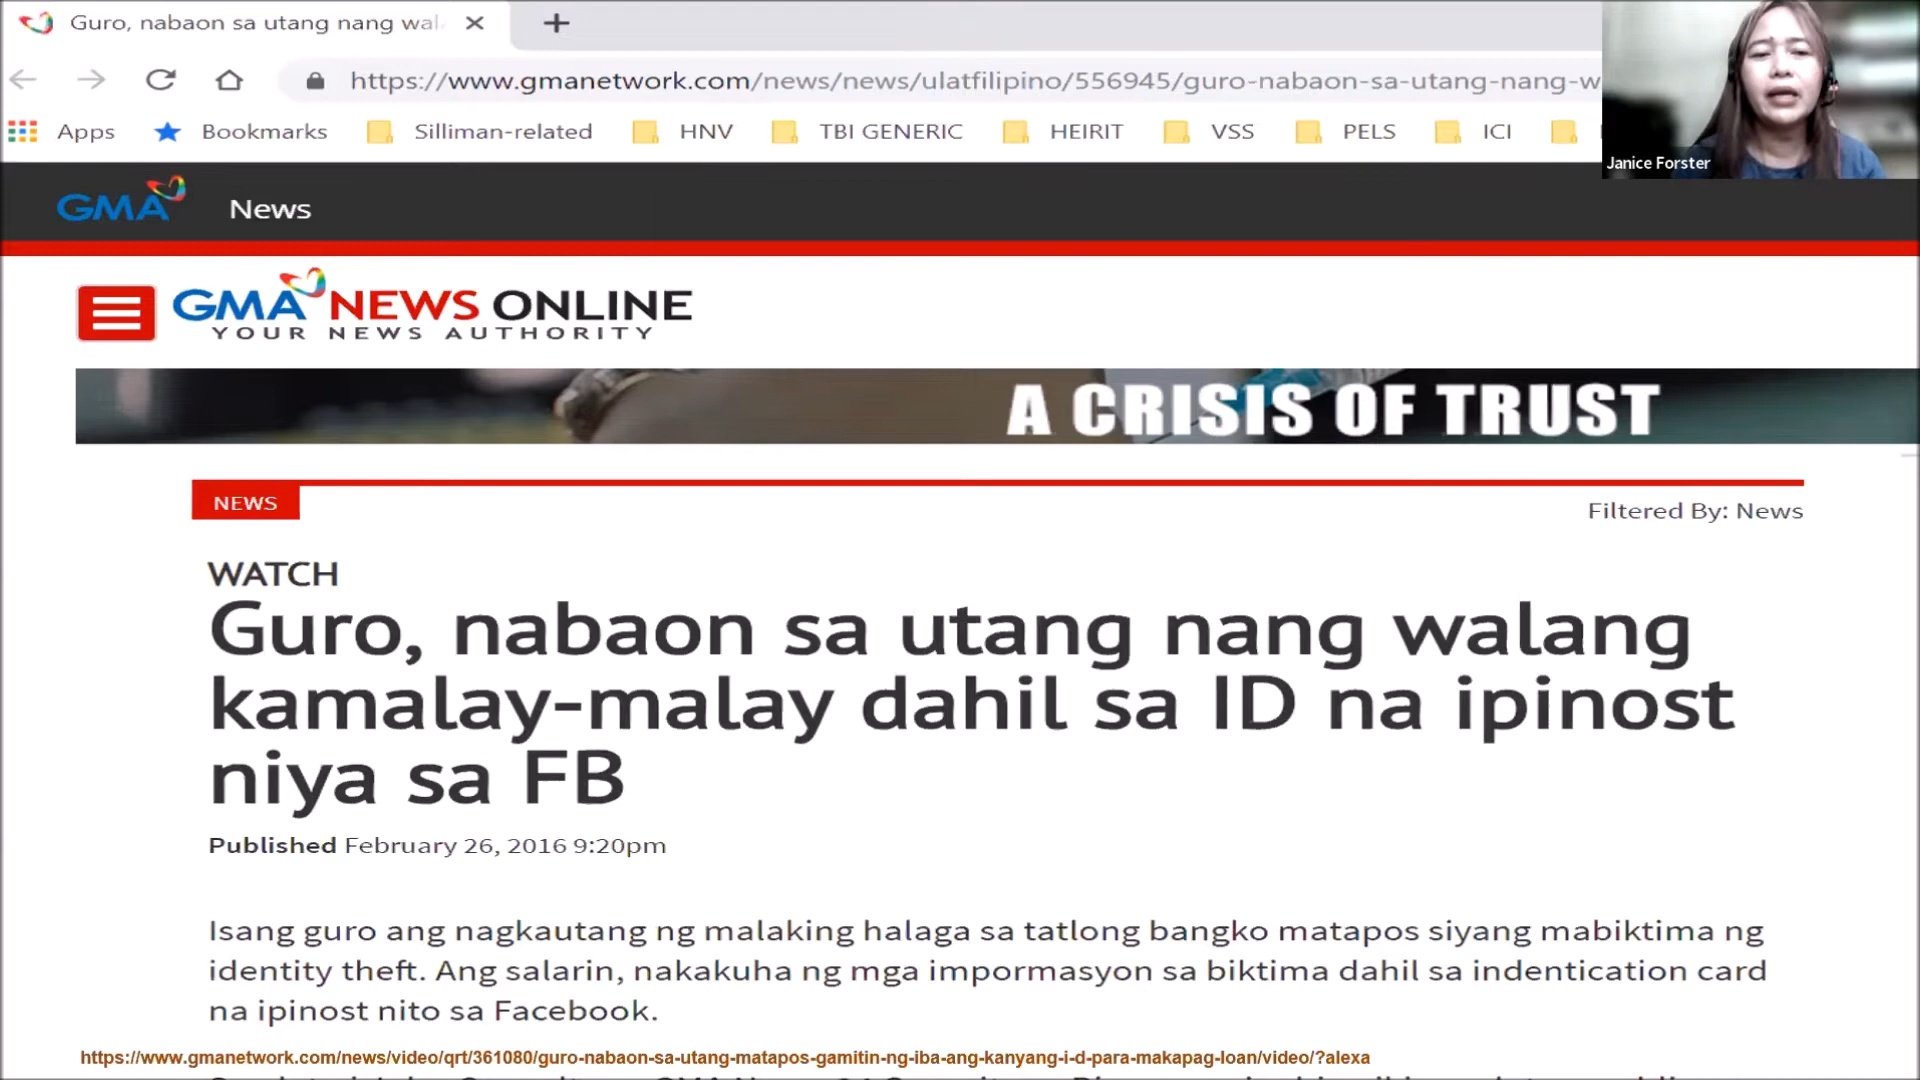 Guro, nabaon sa utang nang wal
https://www.gmanetwork.com/news/news/ulatfilipino/556945/guro-nabaon-sa-utang-nang-w
Apps Bookmarks Silliman-related HNV TBI GENERIC HEIRIT VSS PELS ICI
Janice Forster
GMA News
GMA NEWS ONLINE
YOUR NEWS AUTHORITY
A CRISIS OF TRUST
NEWS
Filtered By: News
WATCH
Guro, nabaon sa utang nang walang
kamalay-malay dahil sa ID na ipinost
niya sa FB
Published February 26, 2016 9:20pm
Isang guro ang nagkautang ng malaking halaga sa tatlong bangko matapos siyang mabiktima ng
identity theft. Ang salarin, nakakuha ng mga impormasyon sa biktima dahil sa indentication card
na ipinost nito sa Facebook.
https://www.gmanetwork.com/news/video/qrt/361080/guro-nabaon-sa-utang-matapos-gamitin-ng-iba-ang-kanyang-i-d-para-makapag-loan/video/?alexa